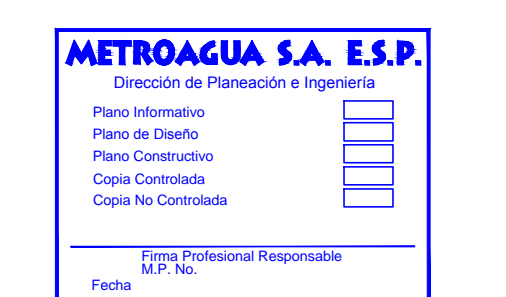 METROAGUA S.A. E.S.P.
Dirección de Planeación e Ingeniería
Plano Informativo
Plano de Diseño
Plano Constructivo
Copia Controlada
Copia No Controlada
Firma Profesional Responsable
M.P. No.
Fecha